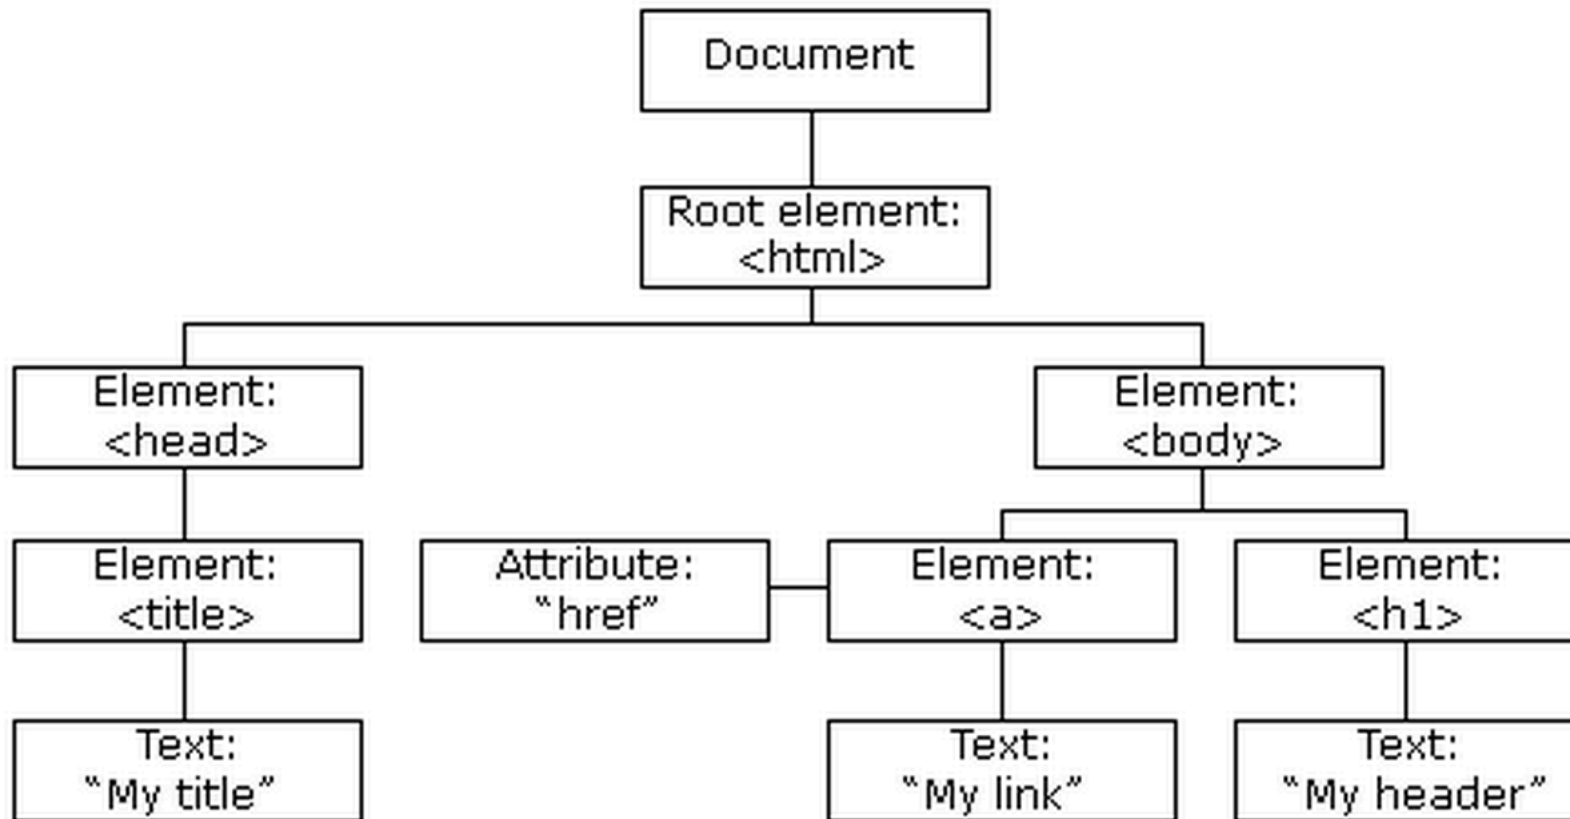 Document
Root element:
<html>
Element:
<head>
Element:
<body>
Element:
<title>
Attribute:
“href”
Element:
<a>
Element:
<h1>
Text:
“My title”
Text:
“My link”
Text:
“My header”